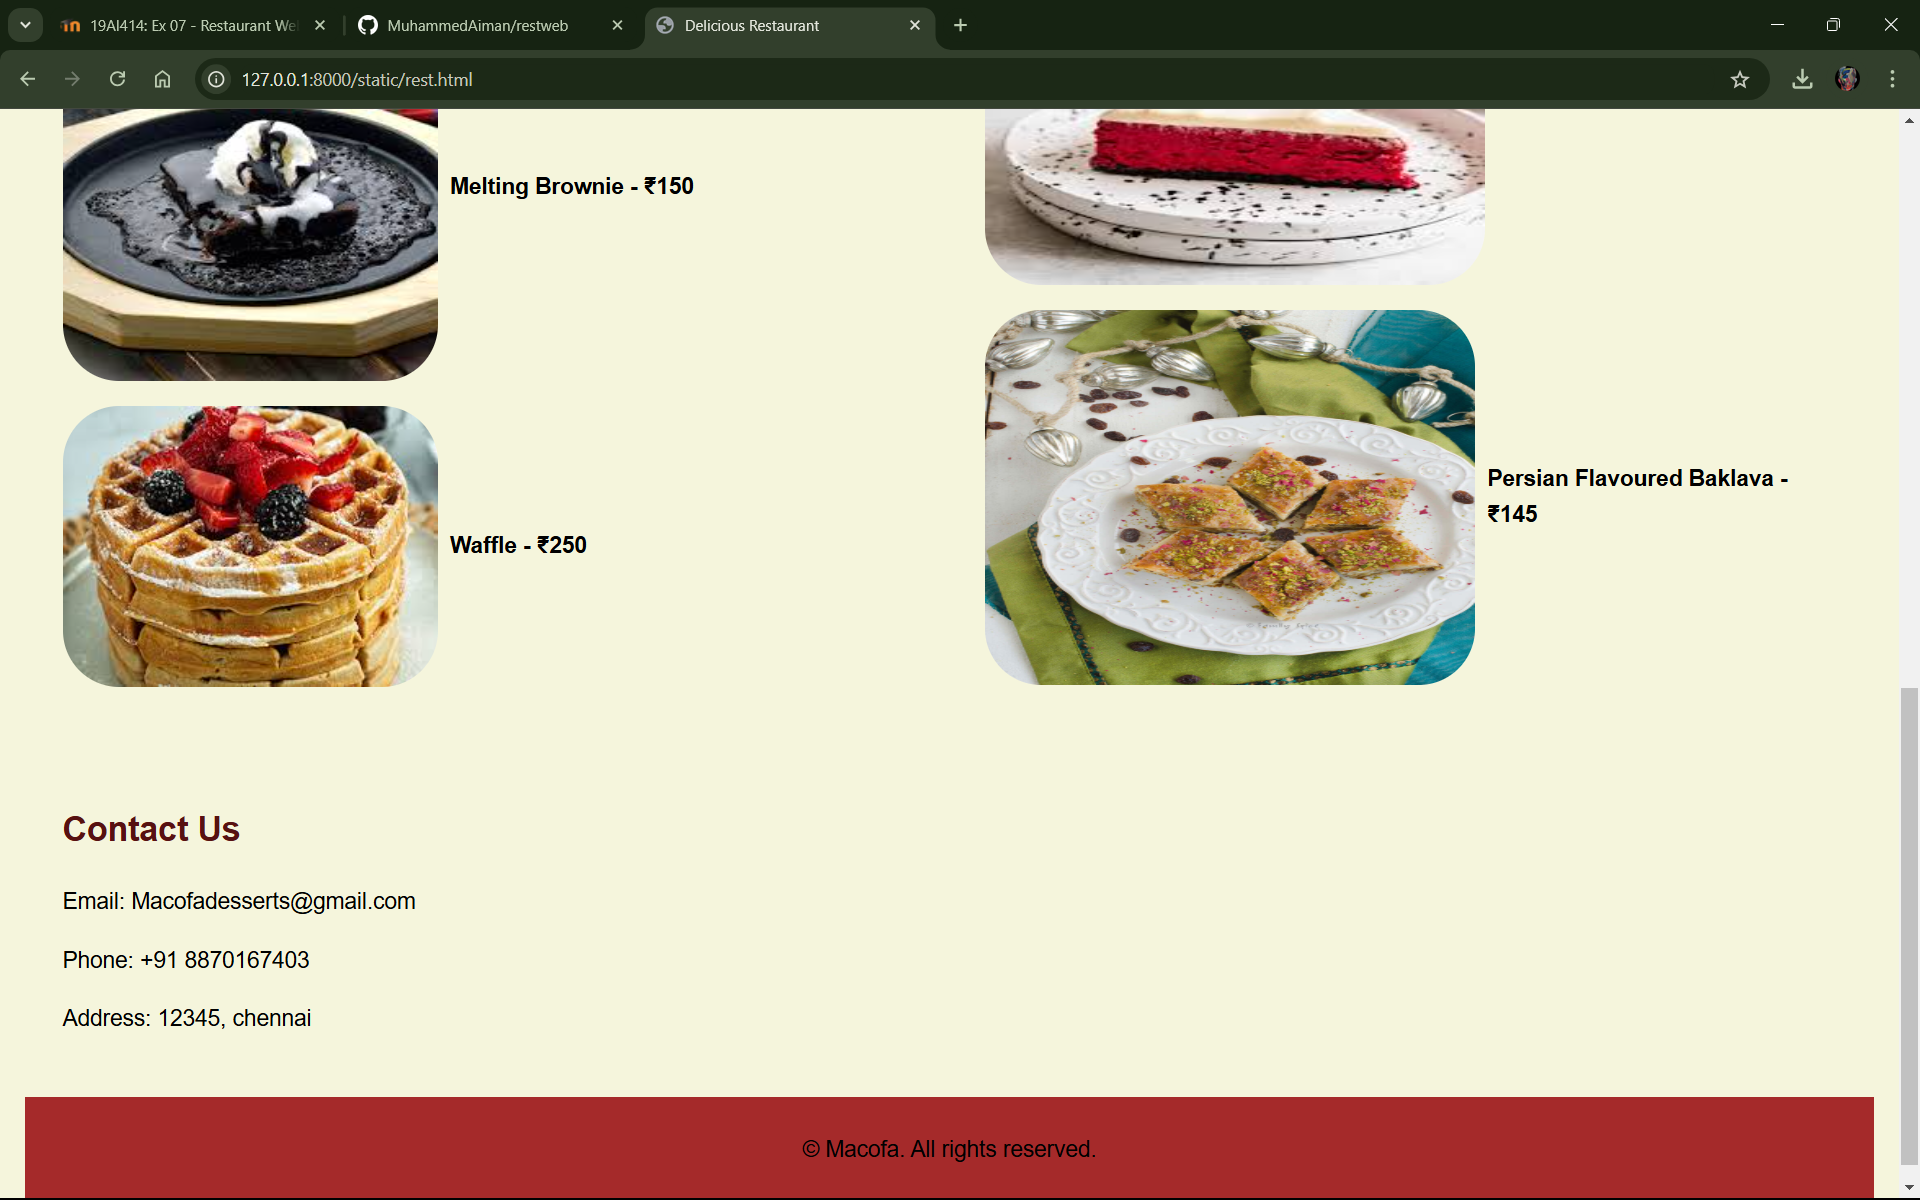 19AI414: Ex 07 - Restaurant We
MuhammedAiman/restweb
Delicious Restaurant
127.0.0.1:8000/static/rest.html
Melting Brownie - ₹150
Waffle - ₹250
Persian Flavoured Baklava -
₹145
Contact Us
Email: Macofadesserts@gmail.com
Phone: +91 8870167403
Address: 12345, chennai
© Macofa. All rights reserved.